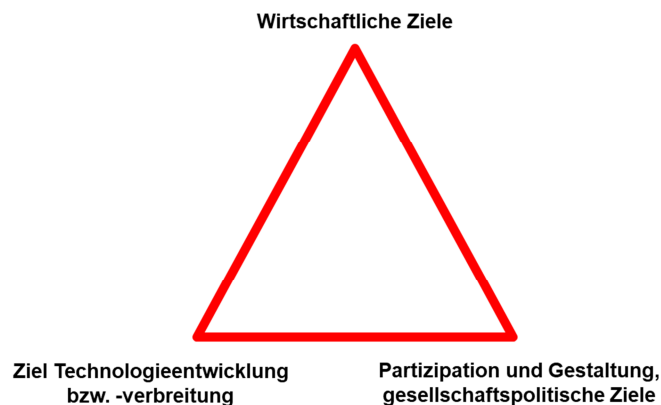 Wirtschaftliche Ziele
Ziel Technologieentwicklung
bzw. -verbreitung
Partizipation und Gestaltung,
gesellschaftspolitische Ziele